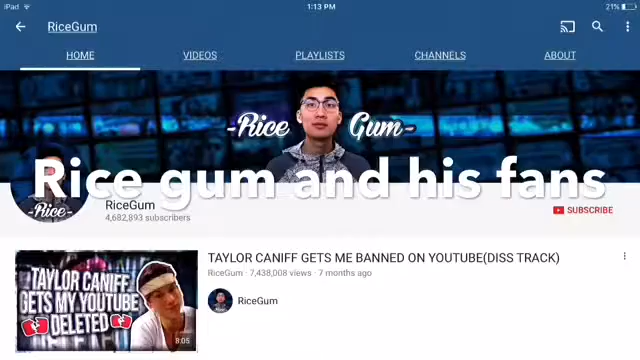 iPad 1:13 PM 21%
RiceGum
HOME VIDEOS PLAYLISTS CHANNELS ABOUT
-Rice Gum-
Rice gum and his fans
-Rice-
RiceGum
4,682,893 subscribers
SUBSCRIBE
TAYLOR CANIFF GETS ME BANNED ON YOUTUBE(DISS TRACK)
RiceGum · 7,438,008 views · 7 months ago
RiceGum
TAYLOR CANIFF
GETS MY YOUTUBE
DELETED
8:05